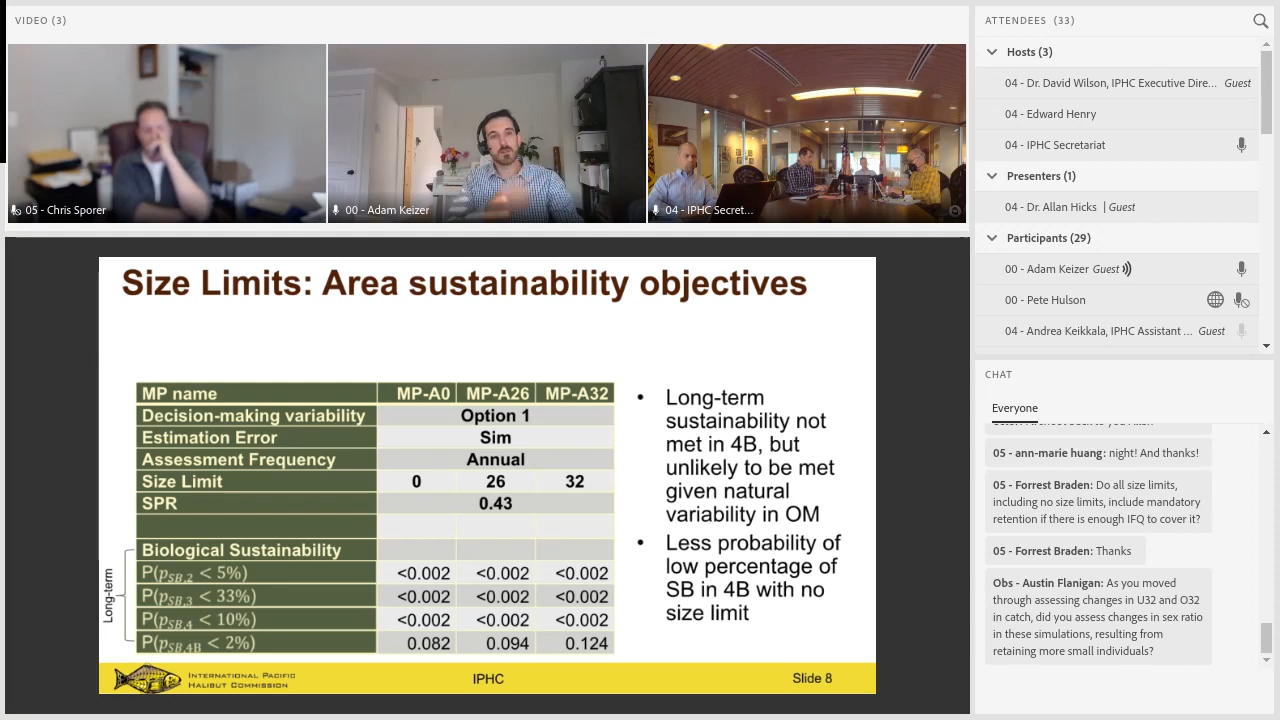 VIDEO (3)
05 - Chris Sporer
00 - Adam Keizer
04 - IPHC Secret...
Size Limits: Area sustainability objectives
MP name MP-A0 MP-A26 MP-A32
Decision-making variability Option 1
Estimation Error Sim
Assessment Frequency Annual
Size Limit 0 26 32
SPR 0.43
Biological Sustainability
Long-term
P(pSB,2 < 5%) <0.002 <0.002 <0.002
P(pSB,3 < 33%) <0.002 <0.002 <0.002
P(pSB,4 < 10%) <0.002 <0.002 <0.002
P(pSB,4B < 2%) 0.082 0.094 0.124
• Long-term
sustainability not
met in 4B, but
unlikely to be met
given natural
variability in OM
• Less probability of
low percentage of
SB in 4B with no
size limit
INTERNATIONAL PACIFIC
HALIBUT COMMISSION
IPHC
Slide 8
ATTENDEES (33)
Hosts (3)
04 - Dr. David Wilson, IPHC Executive Dire... Guest
04 - Edward Henry
04 - IPHC Secretariat
Presenters (1)
04 - Dr. Allan Hicks | Guest
Participants (29)
00 - Adam Keizer Guest
00 - Pete Hulson
04 - Andrea Keikkala, IPHC Assistant ... Guest
CHAT
Everyone
05 - ann-marie huang: right! And thanks!
05 - Forrest Braden: Do all size limits,
including no size limits, include mandatory
retention if there is enough IFQ to cover it?
05 - Forrest Braden: Thanks
Obs - Austin Flanigan: As you moved
through assessing changes in U32 and O32
in catch, did you assess changes in sex ratio
in these simulations, resulting from
retaining more small individuals?